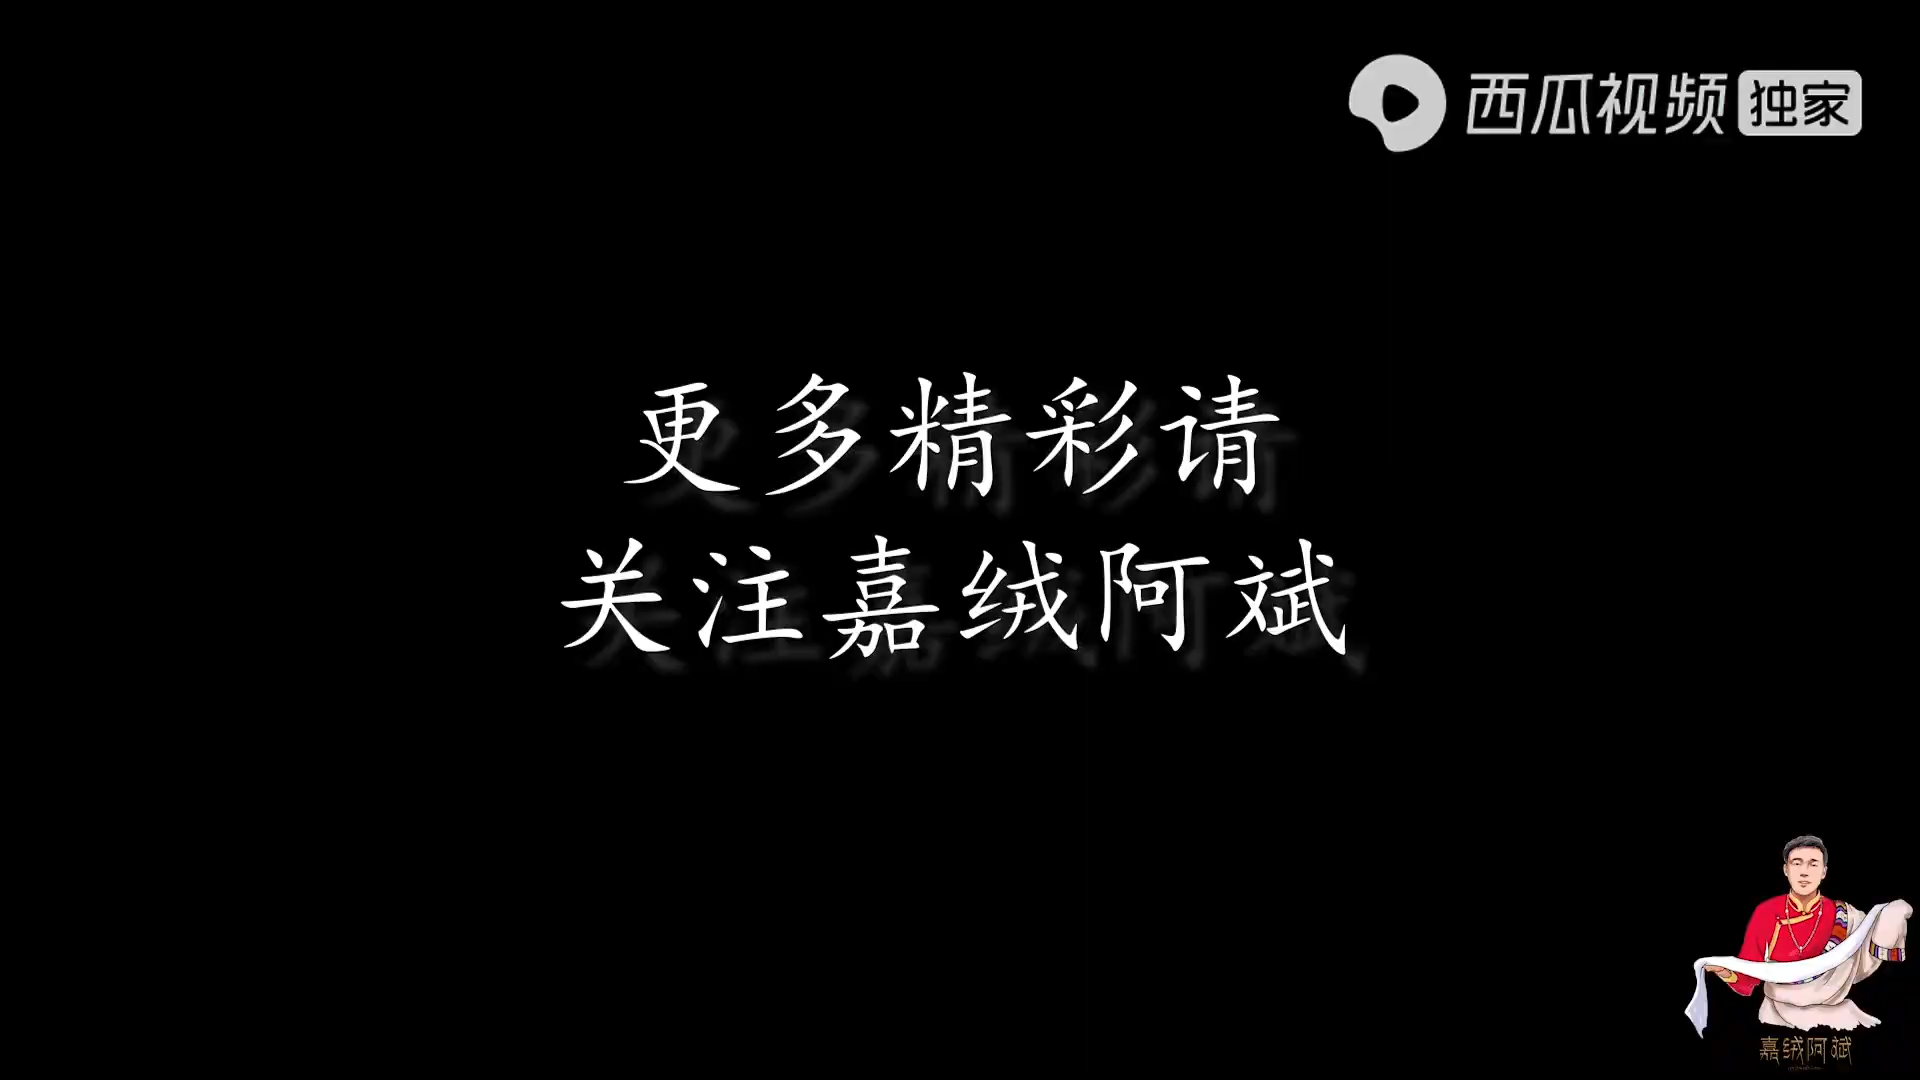 西瓜视频 独家
更多精彩请
关注嘉绒阿斌
嘉绒阿斌